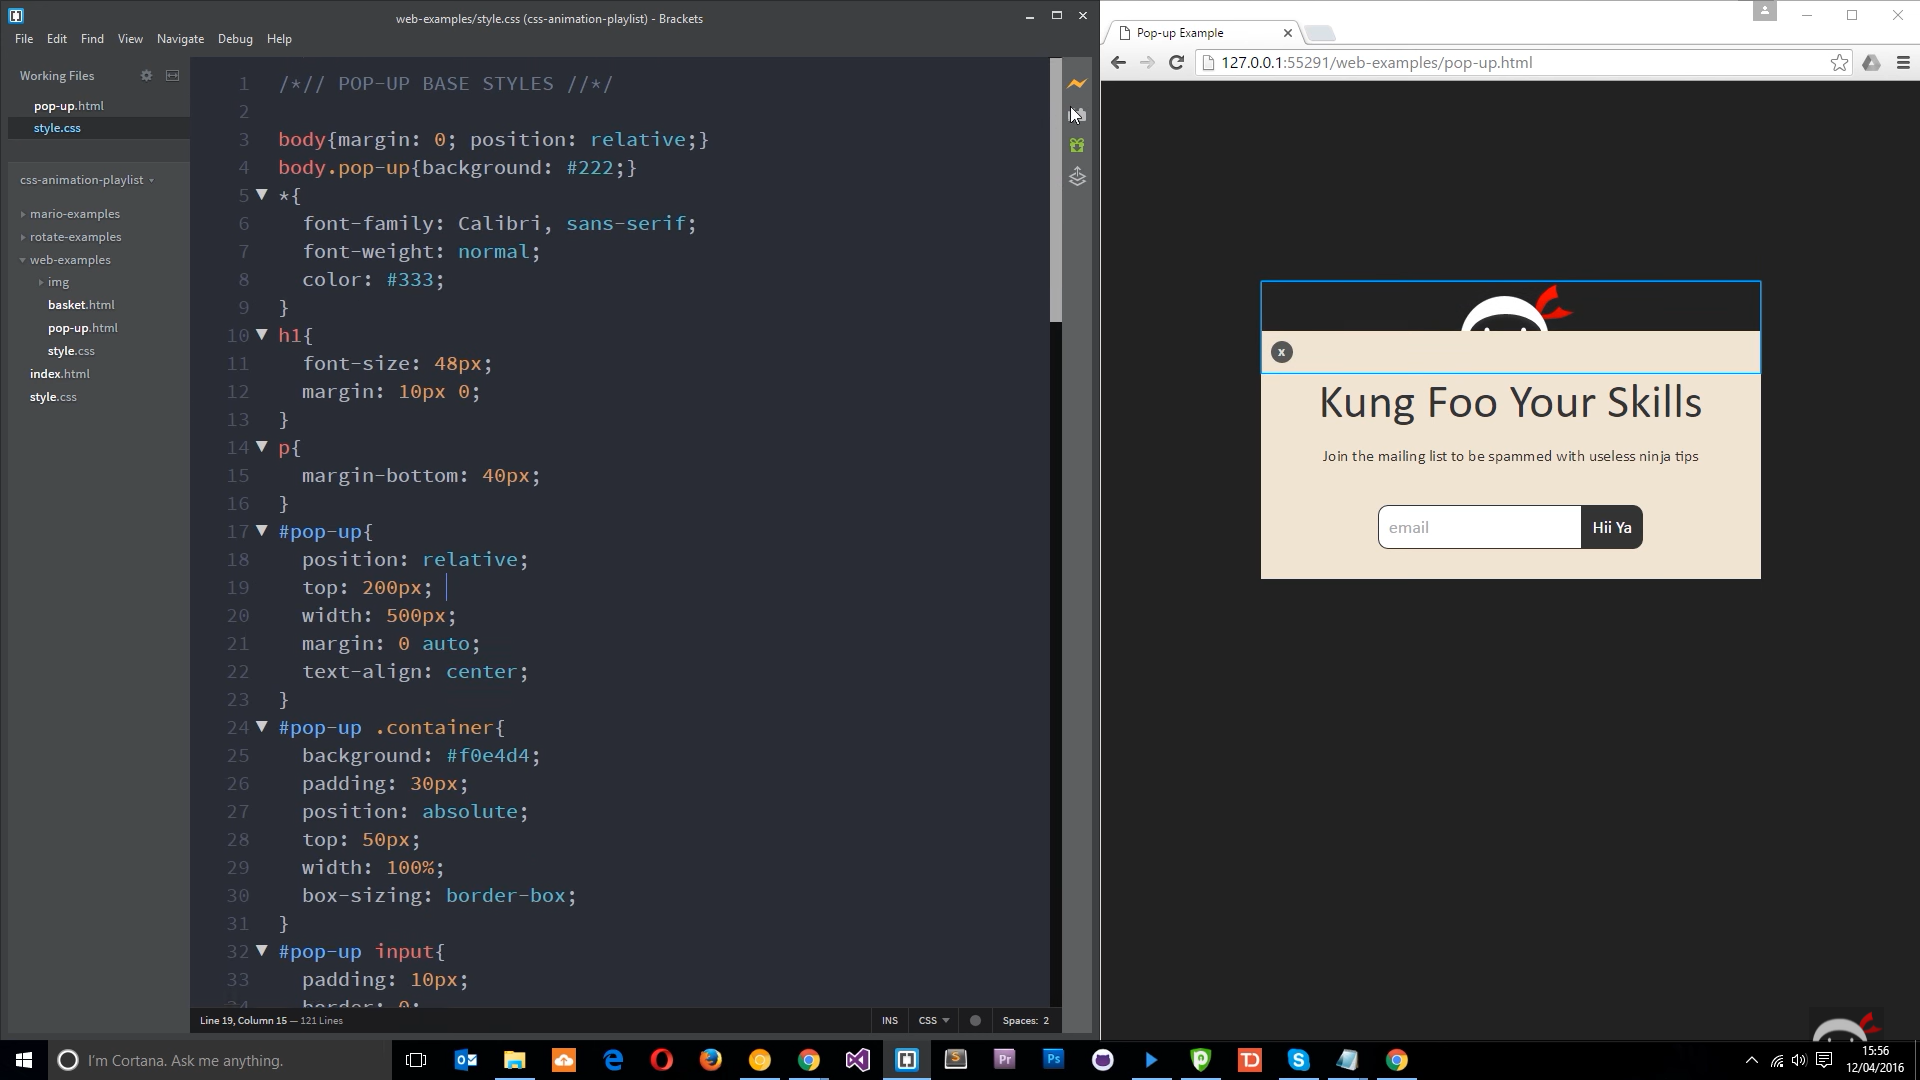 web-examples/style.css (css-animation-playlist) - Brackets
File Edit Find View Navigate Debug Help
Working Files
pop-up.html
style.css
css-animation-playlist
mario-examples
rotate-examples
web-examples
img
basket.html
pop-up.html
style.css
index.html
style.css
1 /*// POP-UP BASE STYLES //*/
2
3 body{margin: 0; position: relative;}
4 body.pop-up{background: #222;}
5 *{
6 font-family: Calibri, sans-serif;
7 font-weight: normal;
8 color: #333;
9 }
10 h1{
11 font-size: 48px;
12 margin: 10px 0;
13 }
14 p{
15 margin-bottom: 40px;
16 }
17 #pop-up{
18 position: relative;
19 top: 200px;
20 width: 500px;
21 margin: 0 auto;
22 text-align: center;
23 }
24 #pop-up .container{
25 background: #f0e4d4;
26 padding: 30px;
27 position: absolute;
28 top: 50px;
29 width: 100%;
30 box-sizing: border-box;
31 }
32 #pop-up input{
33 padding: 10px;
34 border: 0;
Line 19, Column 15 — 121 Lines
INS CSS Spaces: 2
Pop-up Example
127.0.0.1:55291/web-examples/pop-up.html
x
Kung Foo Your Skills
Join the mailing list to be spammed with useless ninja tips
email Hii Ya
I'm Cortana. Ask me anything.
S
Pr
Ps
TD
15:56
12/04/2016